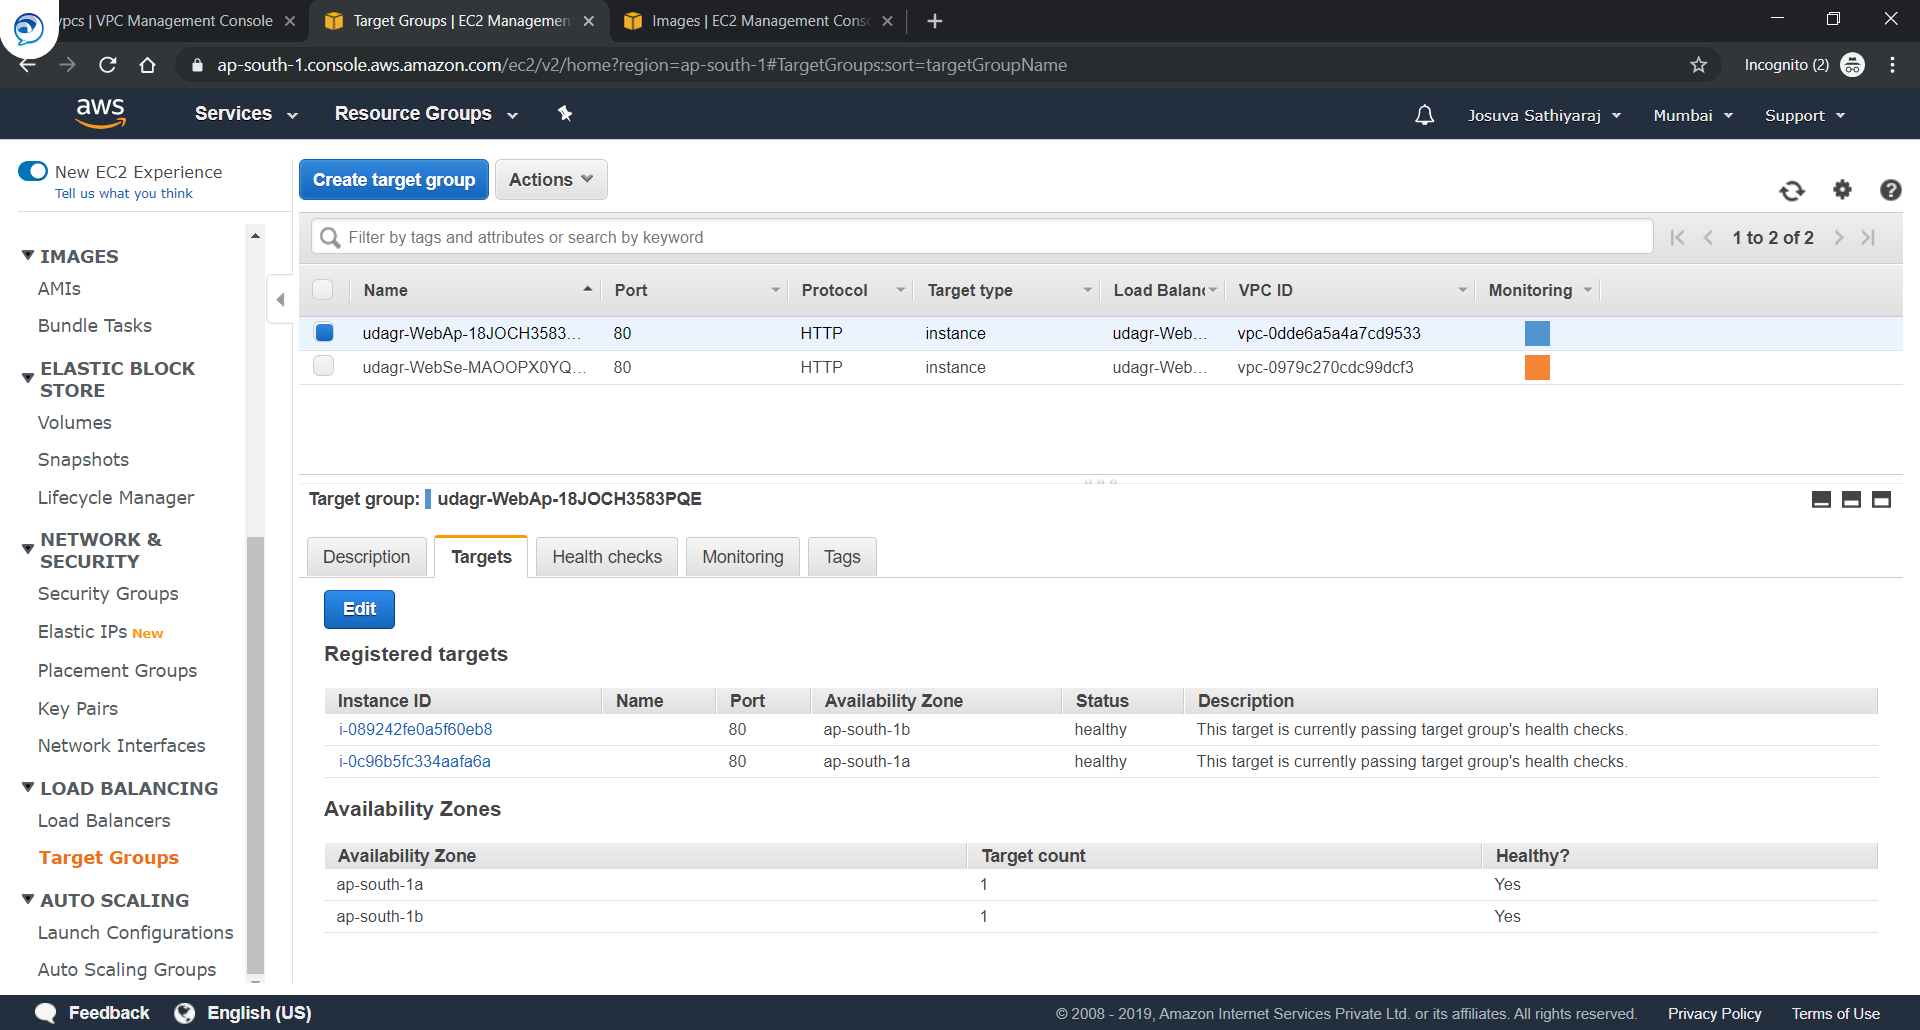 vpcs | VPC Management Console
Target Groups | EC2 Managemen
Images | EC2 Management Conso
ap-south-1.console.aws.amazon.com/ec2/v2/home?region=ap-south-1#TargetGroups:sort=targetGroupName
Incognito (2)
aws
Services
Resource Groups
Josuva Sathiyaraj
Mumbai
Support
New EC2 Experience
Tell us what you think
IMAGES
AMIs
Bundle Tasks
ELASTIC BLOCK
STORE
Volumes
Snapshots
Lifecycle Manager
NETWORK &
SECURITY
Security Groups
Elastic IPs New
Placement Groups
Key Pairs
Network Interfaces
LOAD BALANCING
Load Balancers
Target Groups
AUTO SCALING
Launch Configurations
Auto Scaling Groups
Create target group
Actions
Filter by tags and attributes or search by keyword
1 to 2 of 2
Name Port Protocol Target type Load Balanc VPC ID Monitoring
udagr-WebAp-18JOCH3583... 80 HTTP instance udagr-Web... vpc-0dde6a5a4a7cd9533
udagr-WebSe-MAOOPX0YQ... 80 HTTP instance udagr-Web... vpc-0979c270cdc99dcf3
Target group: udagr-WebAp-18JOCH3583PQE
Description Targets Health checks Monitoring Tags
Edit
Registered targets
Instance ID Name Port Availability Zone Status Description
i-089242fe0a5f60eb8 80 ap-south-1b healthy This target is currently passing target group's health checks.
i-0c96b5fc334aafa6a 80 ap-south-1a healthy This target is currently passing target group's health checks.
Availability Zones
Availability Zone Target count Healthy?
ap-south-1a 1 Yes
ap-south-1b 1 Yes
Feedback
English (US)
© 2008 - 2019, Amazon Internet Services Private Ltd. or its affiliates. All rights reserved.
Privacy Policy
Terms of Use